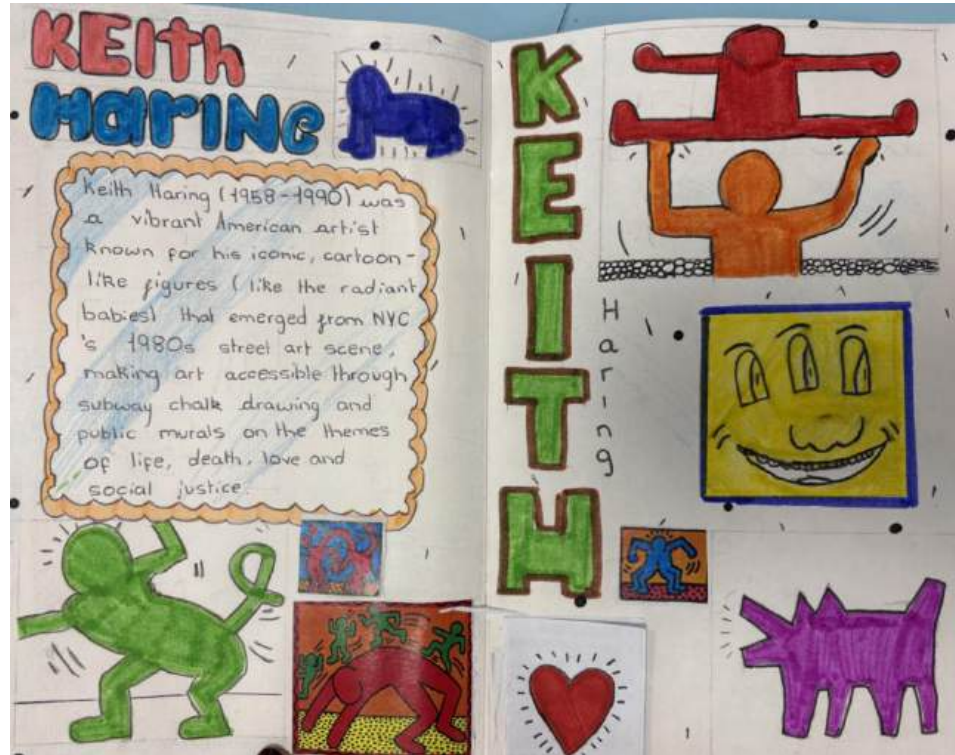 KEIth
HARING
Keith Haring (1958-1990) was
a vibrant American artist
known for his iconic, cartoon-
like figures (like the radiant
babies) that emerged from NYC
's 1980s street art scene,
making art accessible through
subway chalk drawing and
public murals on the themes
of life, death, love and
social justice.
KEITH
Haring